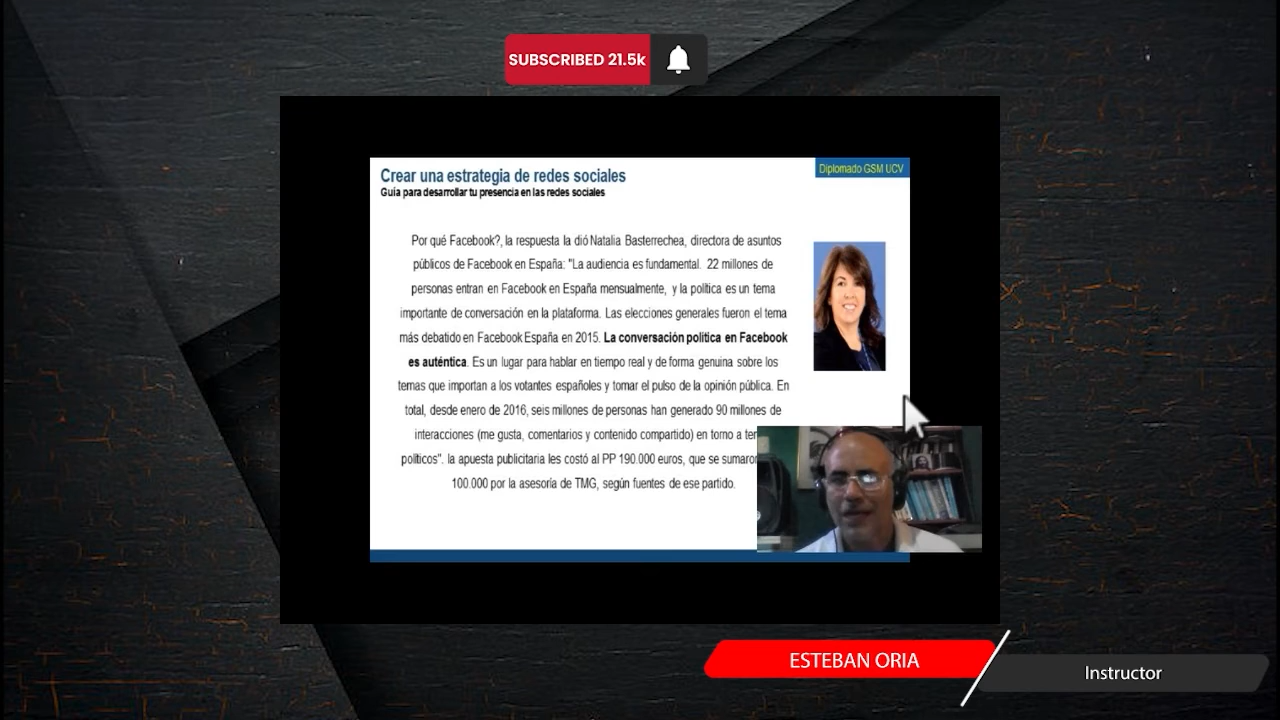 SUBSCRIBED 21.5k
Crear una estrategia de redes sociales
Diplomado GSM UCV
Guía para desarrollar tu presencia en las redes sociales
Por qué Facebook?, la respuesta la dió Natalia Basterrechea, directora de asuntos
públicos de Facebook en España: "La audiencia es fundamental. 22 millones de
personas entran en Facebook en España mensualmente, y la política es un tema
importante de conversación en la plataforma. Las elecciones generales fueron el tema
más debatido en Facebook España en 2015. La conversación política en Facebook
es auténtica. Es un lugar para hablar en tiempo real y de forma genuina sobre los
temas que importan a los votantes españoles y tomar el pulso de la opinión pública. En
total, desde enero de 2016, seis millones de personas han generado 90 millones de
interacciones (me gusta, comentarios y contenido compartido) en torno a
políticos". la apuesta publicitaria les costó al PP 190.000 euros, que se
100.000 por la asesoría de TMG, según fuentes de ese partido.
ESTEBAN ORIA
Instructor